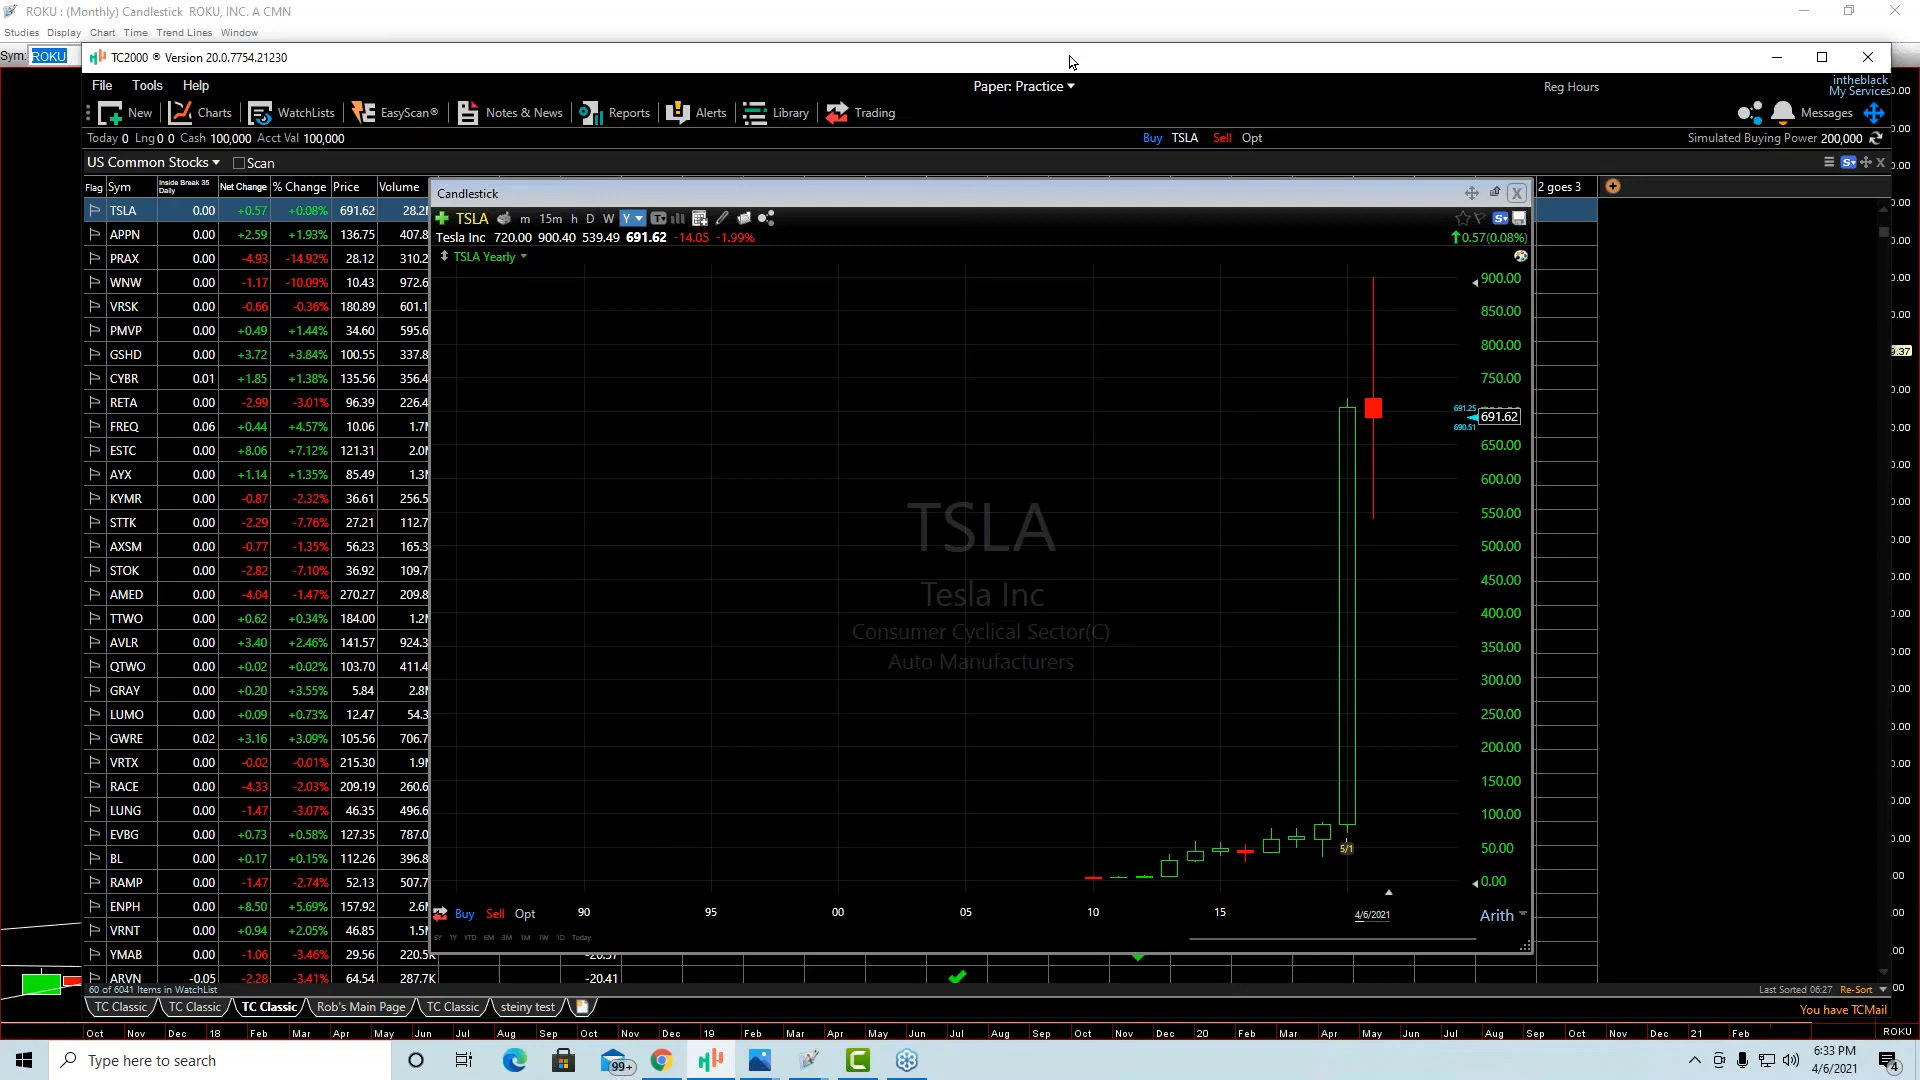 ROKU : (Monthly) Candlestick  ROKU, INC. A CMN
Studies  Display  Chart  Time  Trend Lines  Window
Sym: ROKU
TC2000 ® Version 20.0.7754.21230
File  Tools  Help
Paper: Practice
Reg Hours
intheblack
My Services
New  Charts  WatchLists  EasyScan®  Notes & News  Reports  Alerts  Library  Trading
Messages
Today 0  Lng 0 0  Cash 100,000  Acct Val 100,000
Buy  TSLA  Sell  Opt
Simulated Buying Power 200,000
US Common Stocks  Scan
Flag  Sym  Inside Break 35 Daily  Net Change  % Change  Price  Volume
2 goes 3
TSLA  0.00  +0.57  +0.08%  691.62  28.2
APPN  0.00  +2.59  +1.93%  136.75  407.8
PRAX  0.00  -4.93  -14.92%  28.12  310.2
WNW  0.00  -1.17  -10.09%  10.43  972.6
VRSK  0.00  -0.66  -0.36%  180.89  601.1
PMVP  0.00  +0.49  +1.44%  34.60  595.6
GSHD  0.00  +3.72  +3.84%  100.55  337.8
CYBR  0.01  +1.85  +1.38%  135.56  356.4
RETA  0.00  -2.99  -3.01%  96.39  226.4
FREQ  0.06  +0.44  +4.57%  10.06  1.7
ESTC  0.00  +8.06  +7.12%  121.31  2.0
AYX  0.00  +1.14  +1.35%  85.49  1.3
KYMR  0.00  -0.87  -2.32%  36.61  256.5
STTK  0.00  -2.29  -7.76%  27.21  112.7
AXSM  0.00  -0.77  -1.35%  56.23  165.3
STOK  0.00  -2.82  -7.10%  36.92  109.7
AMED  0.00  -4.04  -1.47%  270.27  209.8
TTWO  0.00  +0.62  +0.34%  184.00  1.2
AVLR  0.00  +3.40  +2.46%  141.57  924.3
QTWO  0.00  +0.02  +0.02%  103.70  411.4
GRAY  0.00  +0.20  +3.55%  5.84  2.8
LUMO  0.00  +0.09  +0.73%  12.47  54.3
GWRE  0.02  +3.16  +3.09%  105.56  706.7
VRTX  0.00  -0.02  -0.01%  215.30  1.9
RACE  0.00  -4.33  -2.03%  209.19  260.6
LUNG  0.00  -1.47  -3.07%  46.35  496.6
EVBG  0.00  +0.73  +0.58%  127.35  787.0
BL  0.00  +0.17  +0.15%  112.26  396.8
RAMP  0.00  -1.47  -2.74%  52.13  507.7
ENPH  0.00  +8.50  +5.69%  157.92  2.6
VRNT  0.00  +0.94  +2.05%  46.85  1.5
YMAB  0.00  -1.06  -3.46%  29.56  220.5
ARVN  -0.05  -2.28  -3.41%  64.54  287.7K  -20.41
Candlestick
TSLA  m  15m  h  D  W  Y
Tesla Inc  720.00  900.40  539.49  691.62  -14.05  -1.99%
0.57(0.08%)
TSLA Yearly
900.00
850.00
800.00
750.00
691.25
691.62
690.51
650.00
600.00
550.00
500.00
450.00
400.00
350.00
300.00
250.00
200.00
150.00
100.00
50.00
0.00
TSLA
Tesla Inc
Consumer Cyclical Sector(C)
Auto Manufacturers
5/1
Buy  Sell  Opt  90  95  00  05  10  15  4/6/2021  Arith
5Y  1Y  YTD  6M  3M  1M  1W  1D  Today
60 of 6041 Items in WatchList
Last Sorted 06:27  Re-Sort
TC Classic  TC Classic  TC Classic  Rob's Main Page  TC Classic  steiny test
You have TCMail
Oct  Nov  Dec  18  Feb  Mar  Apr  May  Jun  Jul  Aug  Sep  Oct  Nov  Dec  19  Feb  Mar  Apr  May  Jun  Jul  Aug  Sep  Oct  Nov  Dec  20  Feb  Mar  Apr  May  Jun  Jul  Aug  Sep  Oct  Nov  Dec  21  Feb  ROKU
Type here to search
99+
6:33 PM
4/6/2021
4